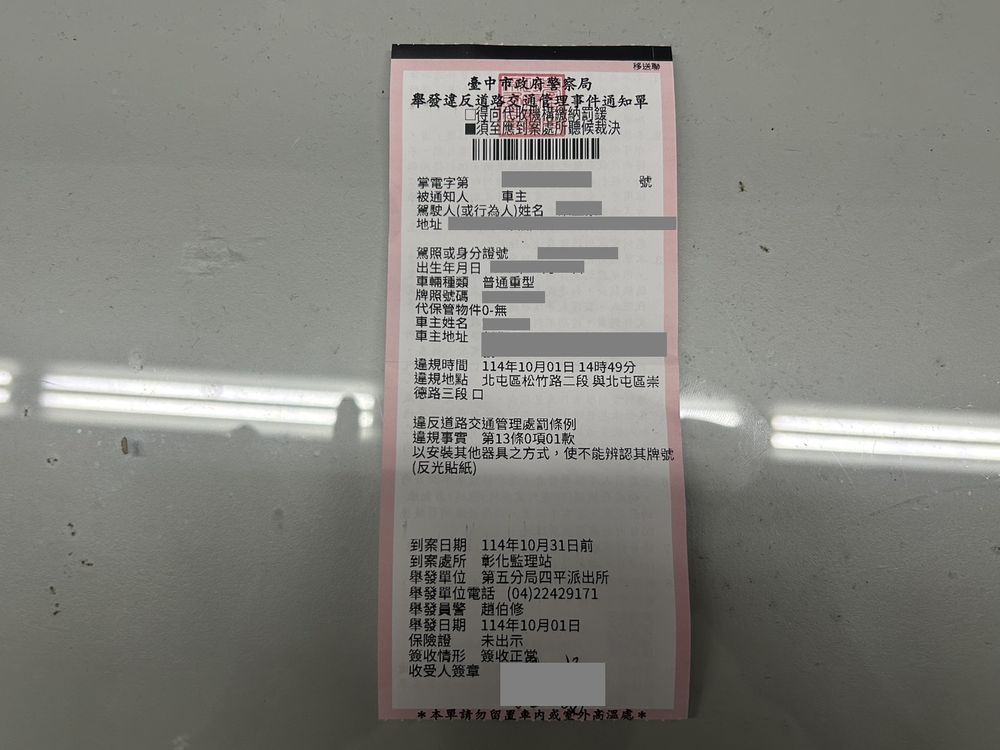 移送聯
臺中市政府警察局
舉發違反道路交通管理事件通知單
□得向代收機構繳納罰鍰
■須至應到案處所聽候裁決
掌電字第 號
被通知人 車主
駕駛人(或行為人)姓名
地址
駕照或身分證號
出生年月日
車輛種類 普通重型
牌照號碼
代保管物件0-無
車主姓名
車主地址
違規時間 114年10月01日 14時49分
違規地點 北屯區松竹路二段 與北屯區崇
德路三段 口
違反道路交通管理處罰條例
違規事實 第13條0項01款
以安裝其他器具之方式，使不能辨認其牌號
(反光貼紙)
到案日期 114年10月31日前
到案處所 彰化監理站
舉發單位 第五分局四平派出所
舉發單位電話 (04)22429171
舉發員警 趙伯修
舉發日期 114年10月01日
保險證 未出示
簽收情形 簽收正常
收受人簽章
＊本單請勿留置車內或室外高溫處＊